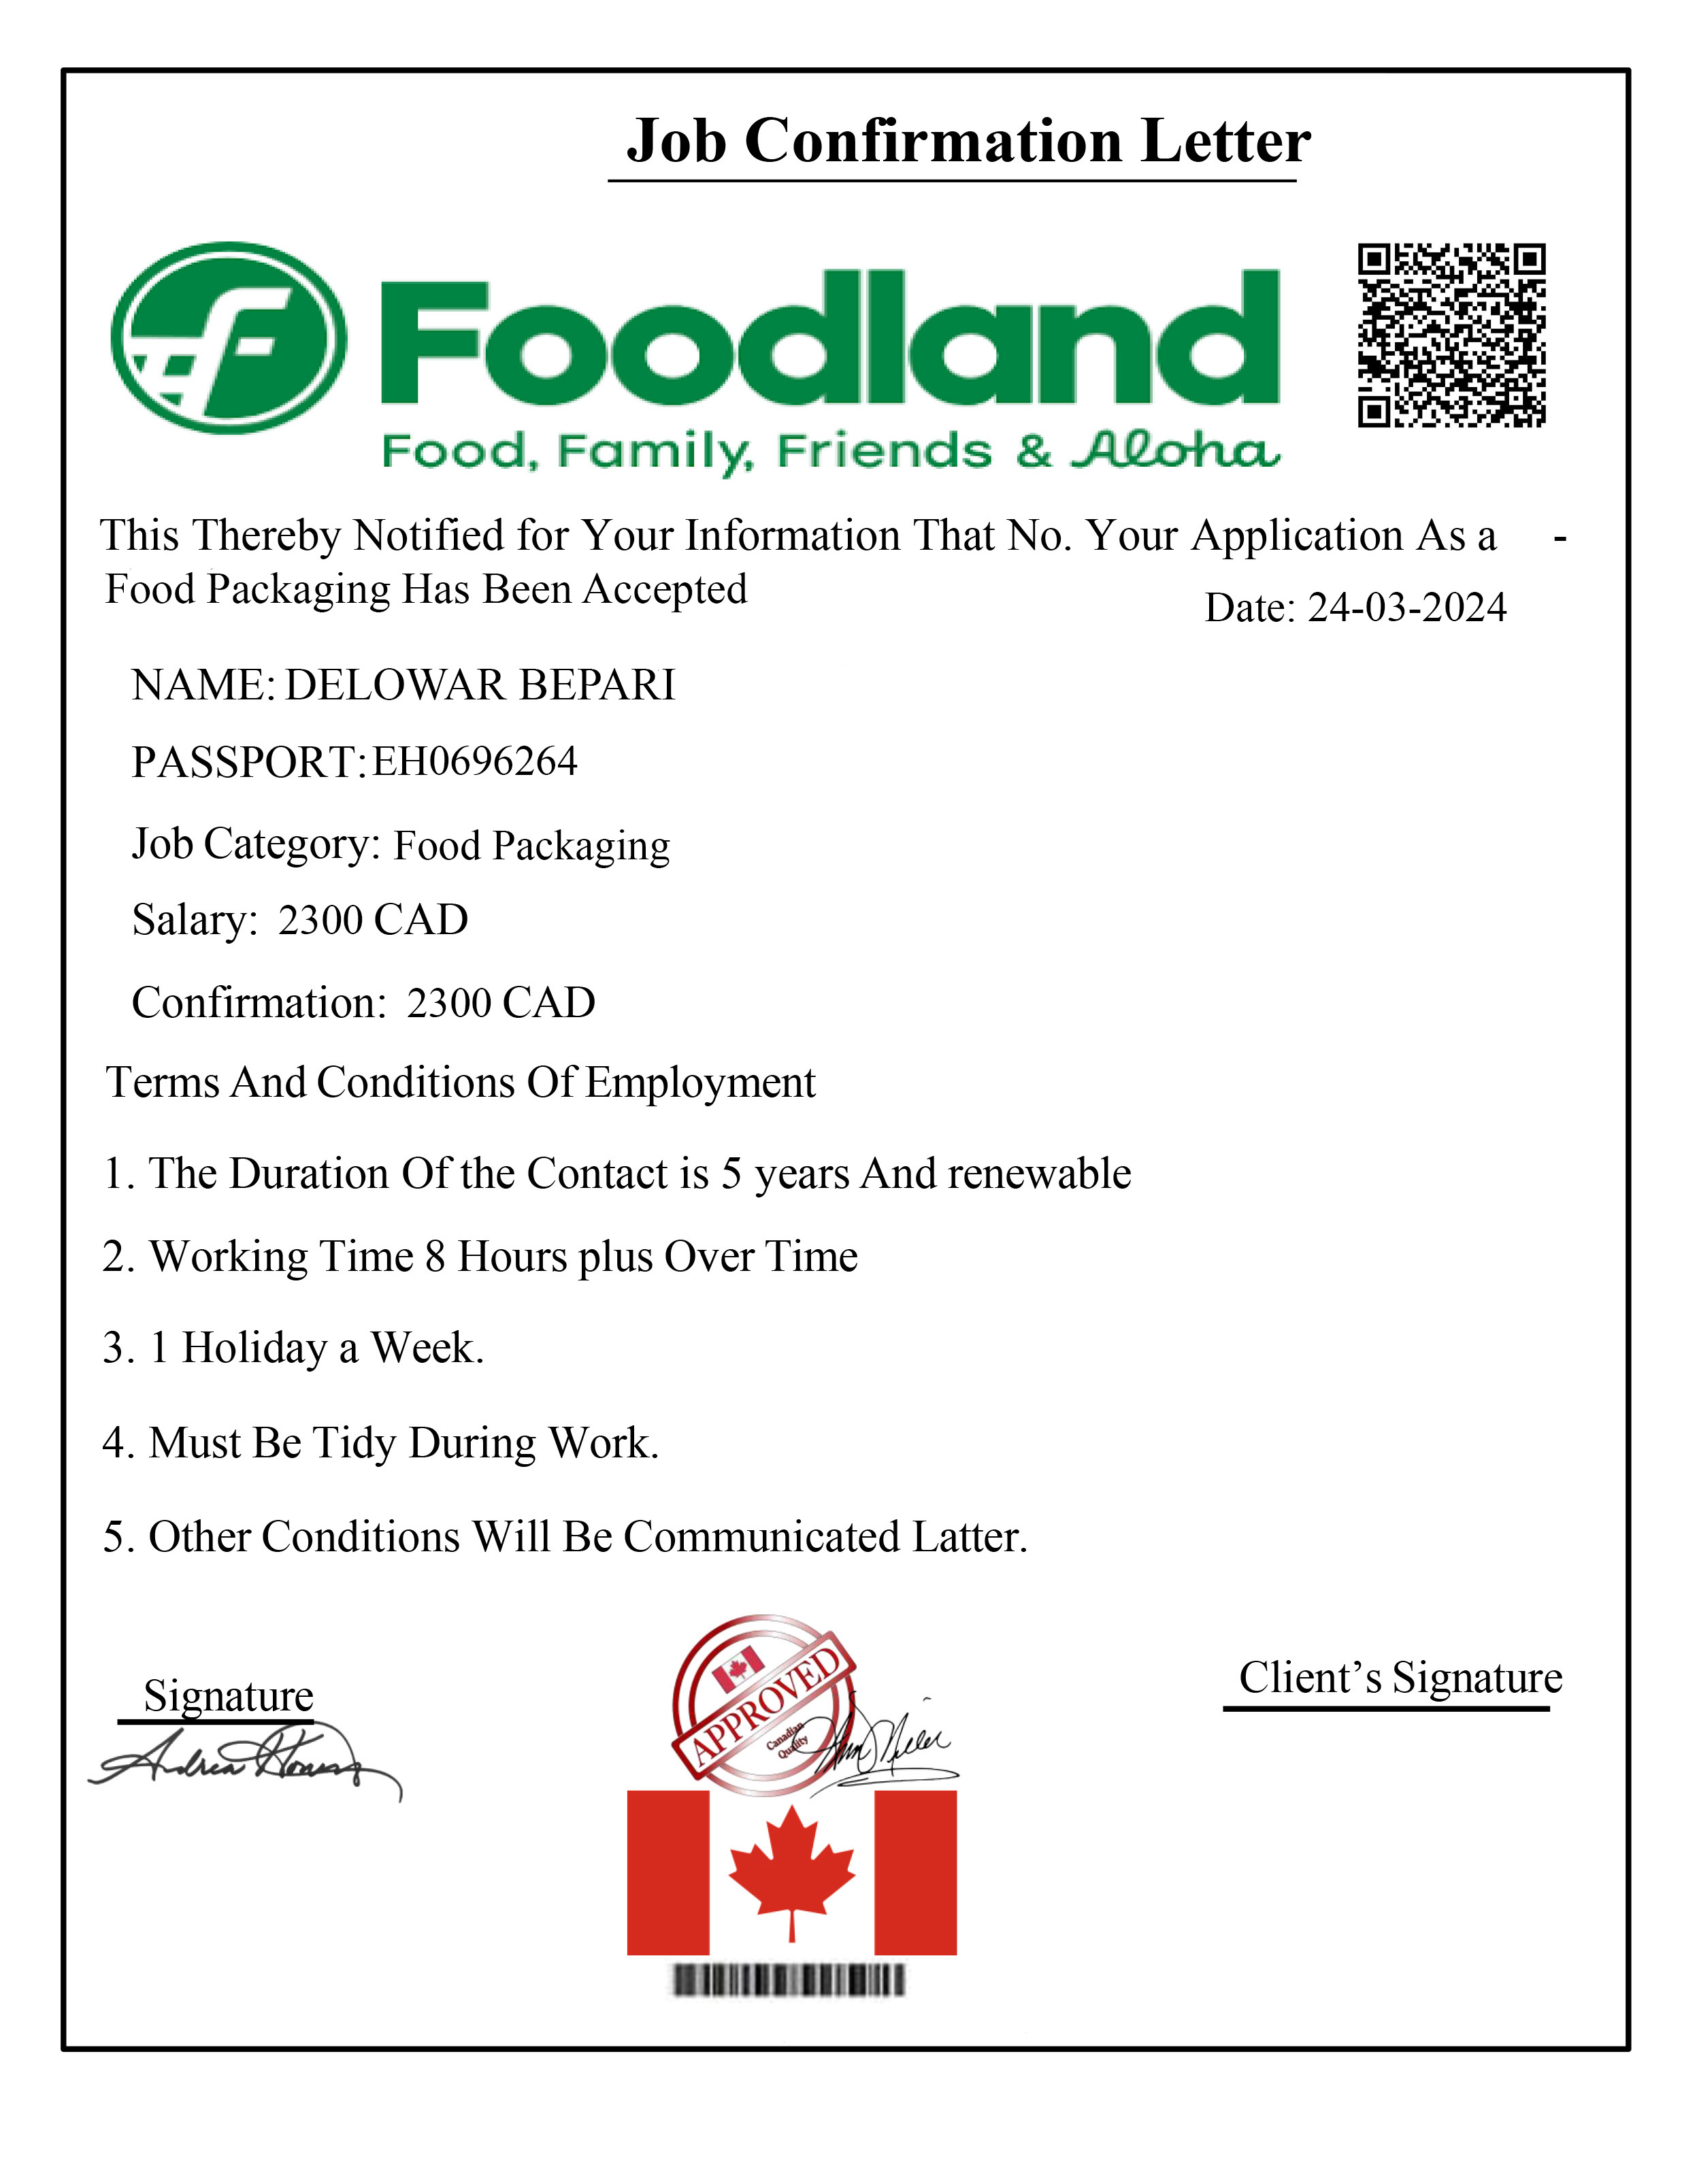 Job Confirmation Letter
Foodland
Food, Family, Friends & Aloha
This Thereby Notified for Your Information That No. Your Application As a -
Food Packaging Has Been Accepted
Date: 24-03-2024
NAME: DELOWAR BEPARI
PASSPORT: EH0696264
Job Category: Food Packaging
Salary: 2300 CAD
Confirmation: 2300 CAD
Terms And Conditions Of Employment
1. The Duration Of the Contact is 5 years And renewable
2. Working Time 8 Hours plus Over Time
3. 1 Holiday a Week.
4. Must Be Tidy During Work.
5. Other Conditions Will Be Communicated Latter.
Signature
APPROVED
Canadian
Quality
Client’s Signature